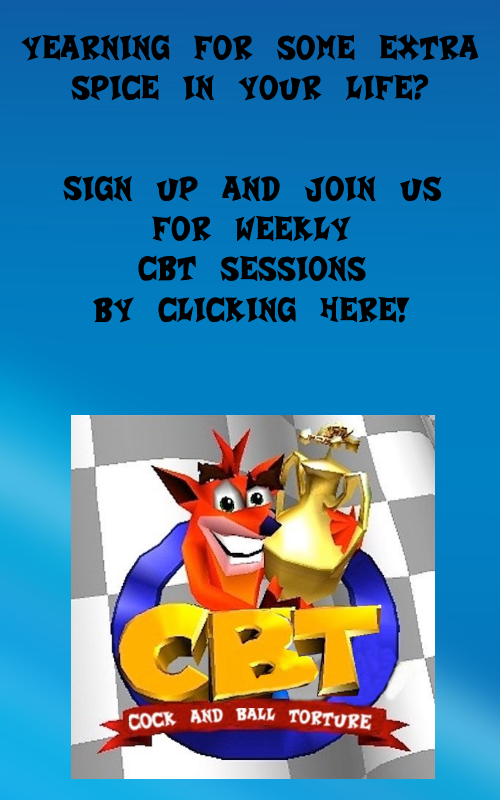 YEARNING FOR SOME EXTRA
SPICE IN YOUR LIFE?
SIGN UP AND JOIN US
FOR WEEKLY
CBT SESSIONS
BY CLICKING HERE!
CBT
COCK AND BALL TORTURE